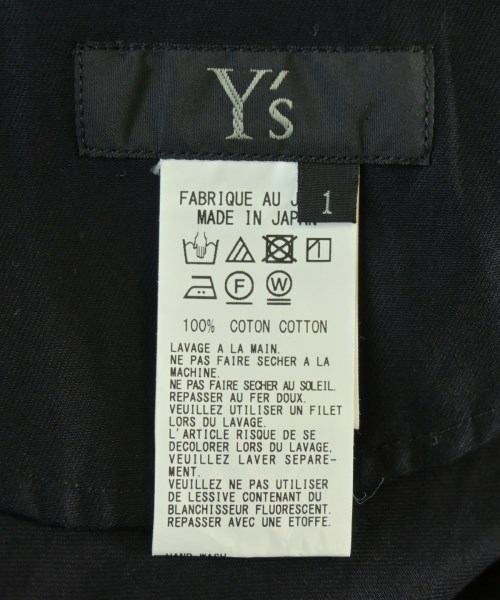 Y's
1
FABRIQUE AU
MADE IN JAPAN
F W
100% COTON COTTON
LAVAGE A LA MAIN.
NE PAS FAIRE SECHER A LA
MACHINE.
NE PAS FAIRE SECHER AU SOLEIL.
REPASSER AU FER DOUX.
VEUILLEZ UTILISER UN FILET
LORS DU LAVAGE.
L'ARTICLE RISQUE DE SE
DECOLORER LORS DU LAVAGE.
VEUILLEZ LAVER SEPARE-
MENT.
VEUILLEZ NE PAS UTILISER
DE LESSIVE CONTENANT DU
BLANCHISSEUR FLUORESCENT.
REPASSER AVEC UNE ETOFFE.
HAND WASH